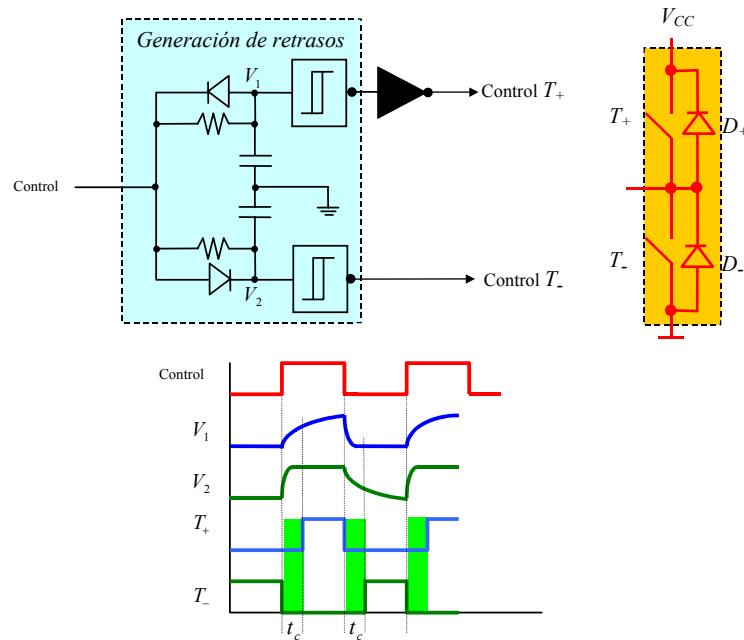 Generación de retrasos
V1
Control T+
Control
V2
Control T-
VCC
T+
D+
T-
D-
Control
V1
V2
T+
T-
tc
tc